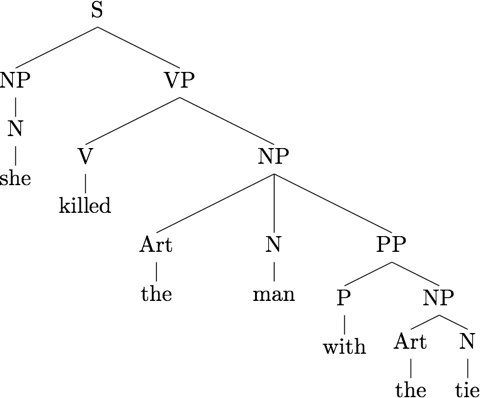 S
NP VP
N
V NP
she
killed
Art N PP
the man
P NP
with
Art N
the tie